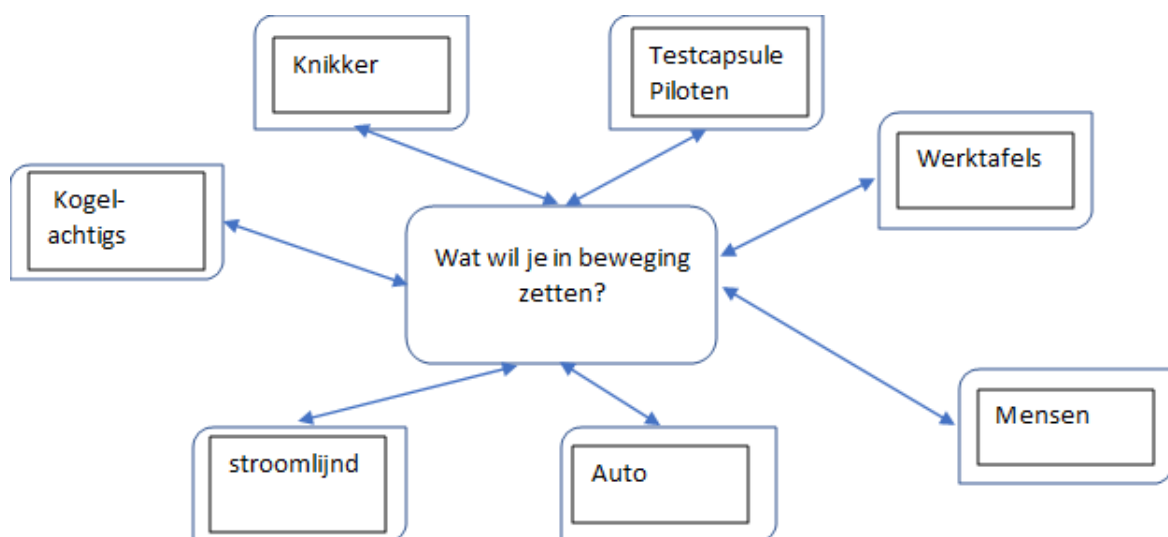 Knikker
Testcapsule
Piloten
Werktafels
Kogel-
achtigs
Wat wil je in beweging
zetten?
Mensen
stroomlijnd
Auto